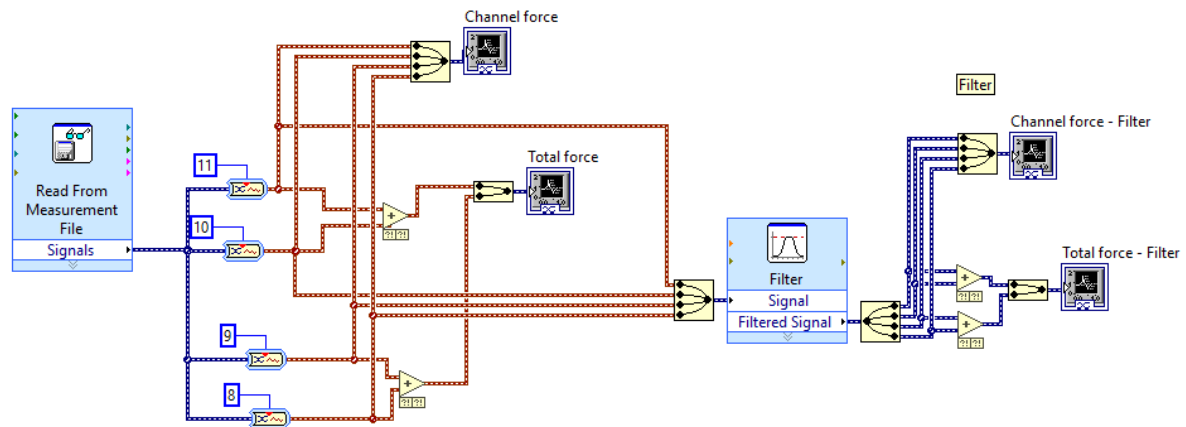 Channel force
Filter
Channel force - Filter
Read From
Measurement
File
Signals
11
Total force
10
Filter
Signal
Filtered Signal
Total force - Filter
9
8
?! ?!
?! ?!
?! ?!
?! ?!